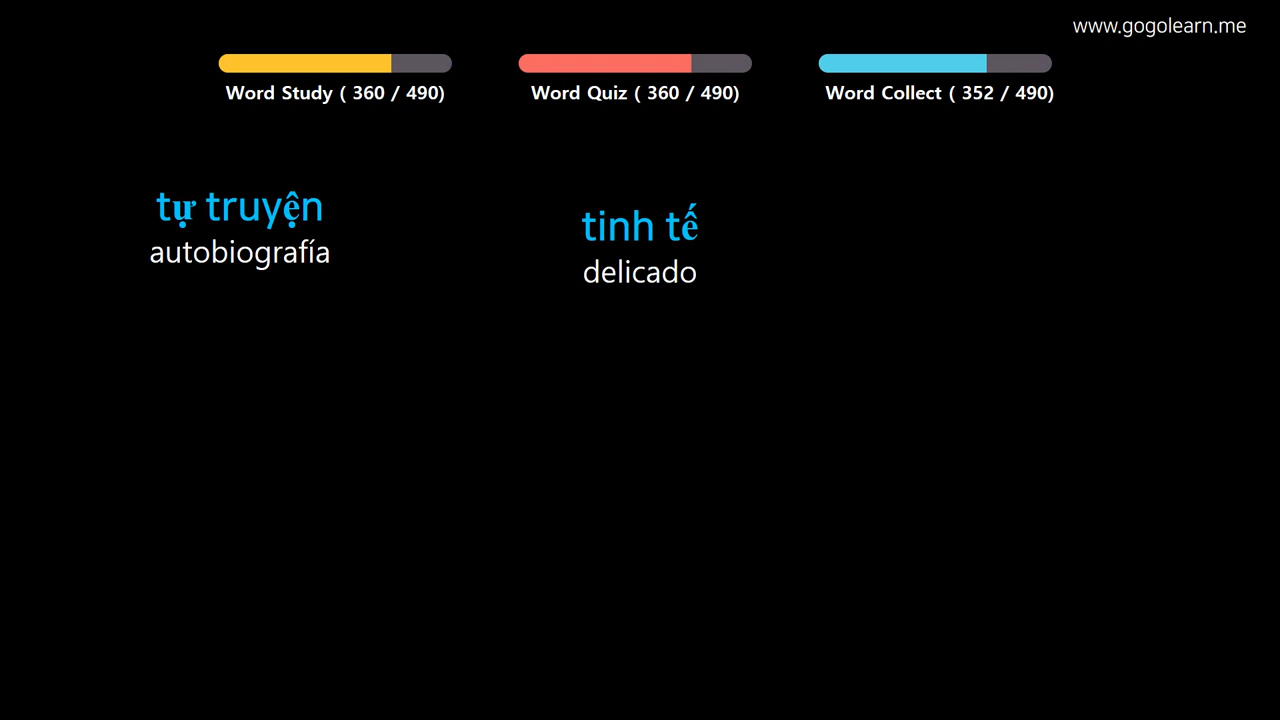 www.gogolearn.me
Word Study ( 360 / 490)
Word Quiz ( 360 / 490)
Word Collect ( 352 / 490)
tự truyện
autobiografía
tinh tế
delicado